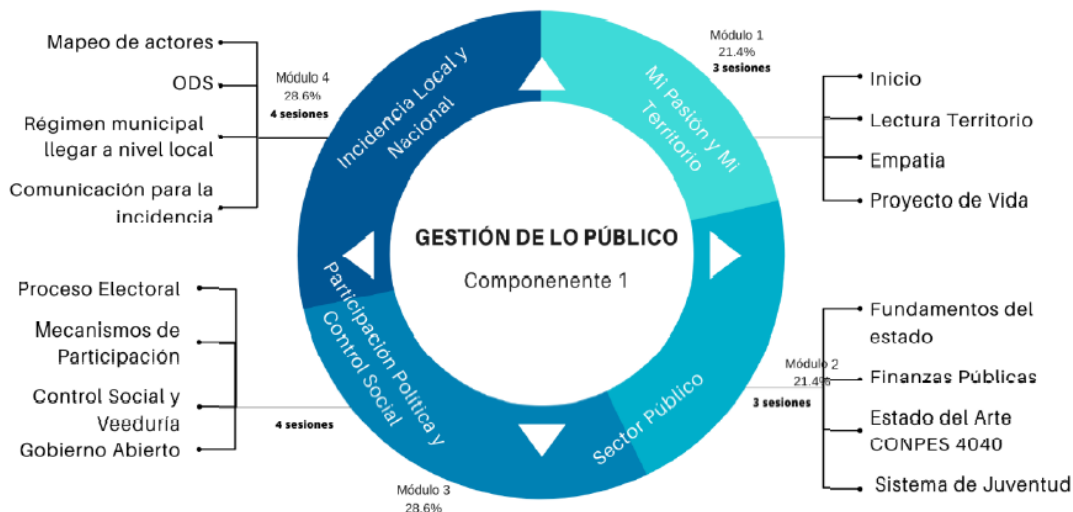 GESTIÓN DE LO PÚBLICO
Componenente 1
Módulo 1
21.4%
3 sesiones
Mi Pasión y Mi
Territorio
Inicio
Lectura Territorio
Empatia
Proyecto de Vida
Módulo 2
21.4%
3 sesiones
Sector Público
Fundamentos del
estado
Finanzas Públicas
Estado del Arte
CONPES 4040
Sistema de Juventud
Módulo 3
28.6%
4 sesiones
Participación Política y
Control Social
Proceso Electoral
Mecanismos de
Participación
Control Social y
Veeduría
Gobierno Abierto
Módulo 4
28.6%
4 sesiones
Incidencia Local y
Nacional
Mapeo de actores
ODS
Régimen municipal
llegar a nivel local
Comunicación para la
incidencia